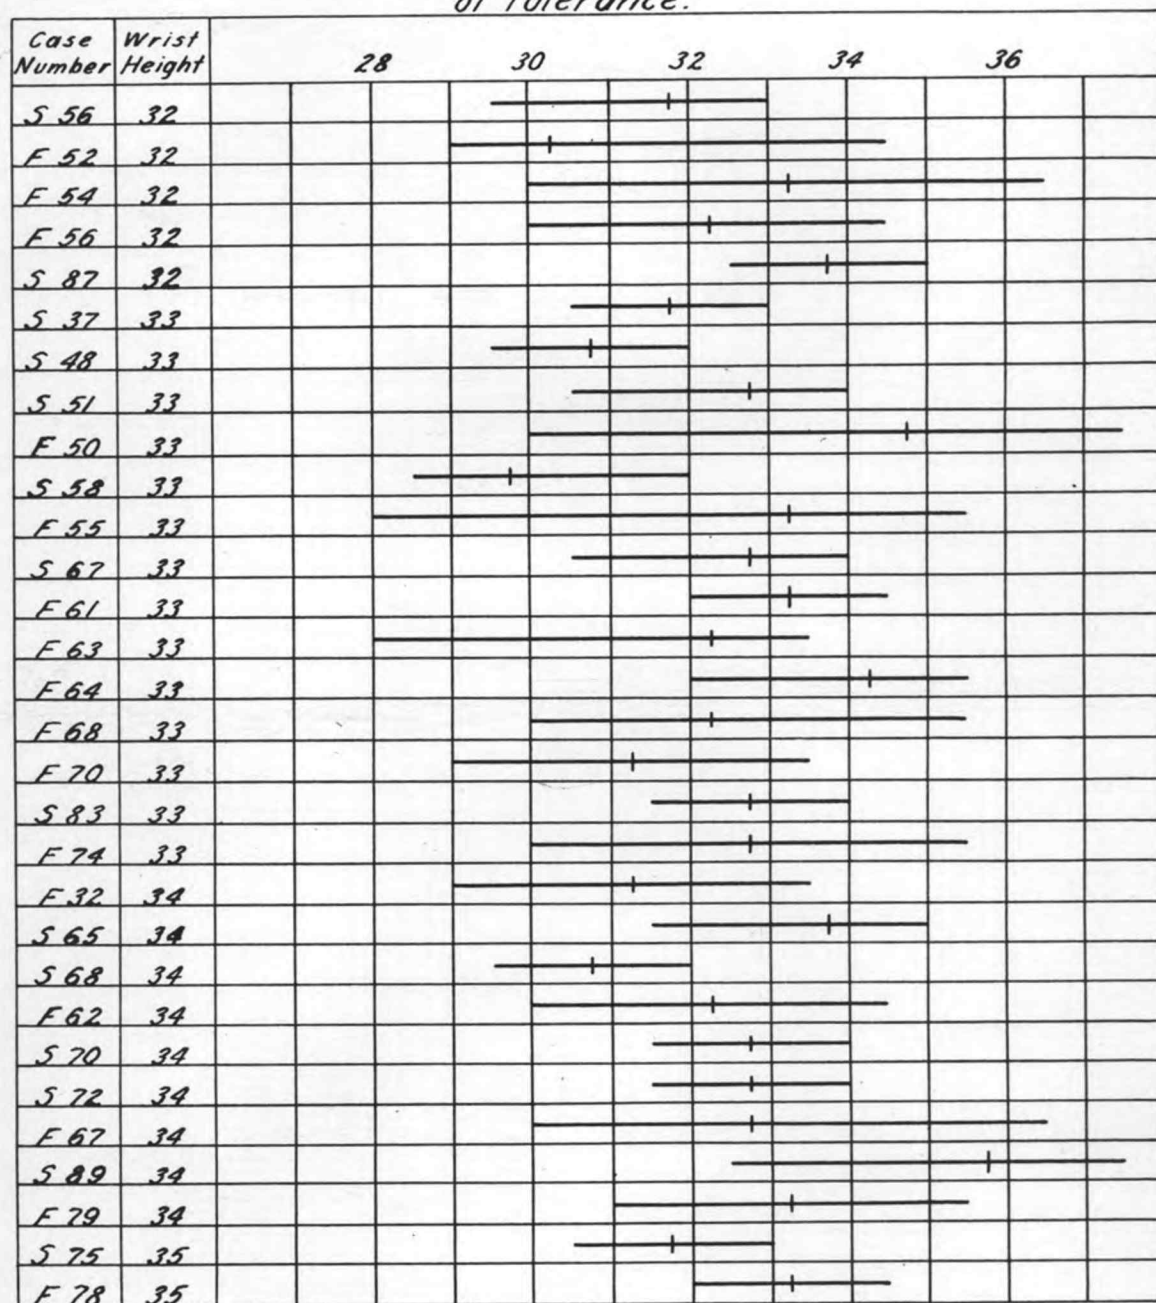 of Tolerance.
Case Number Wrist Height 28 30 32 34 36
S 56 32
F 52 32
F 54 32
F 56 32
S 87 32
S 37 33
S 48 33
S 51 33
F 50 33
S 58 33
F 55 33
S 67 33
F 61 33
F 63 33
F 64 33
F 68 33
F 70 33
S 83 33
F 74 33
F 32 34
S 65 34
S 68 34
F 62 34
S 70 34
S 72 34
F 67 34
S 89 34
F 79 34
S 75 35
F 78 35